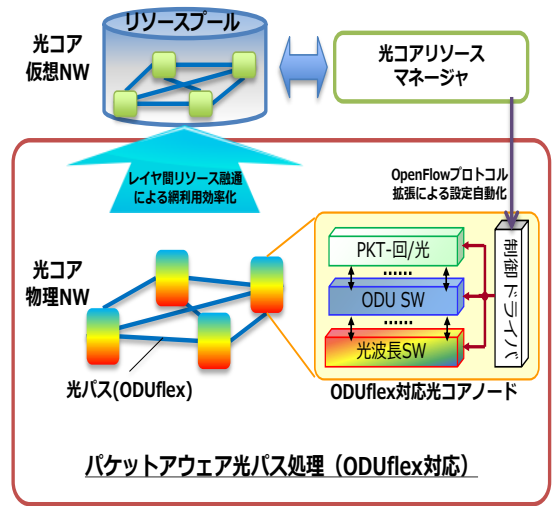 リソースプール
光コア
仮想NW
光コアリソース
マネージャ
レイヤ間リソース融通
による網利用効率化
OpenFlowプロトコル
拡張による設定自動化
光コア
物理NW
PKT-回/光
......
ODU SW
......
光波長SW
制御ドライバ
光パス(ODUflex)
ODUflex対応光コアノード
パケットアウェア光パス処理（ODUflex対応）